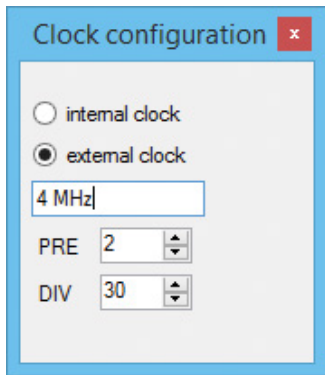 Clock configuration x
internal clock
external clock
4 MHz
PRE 2
DIV 30